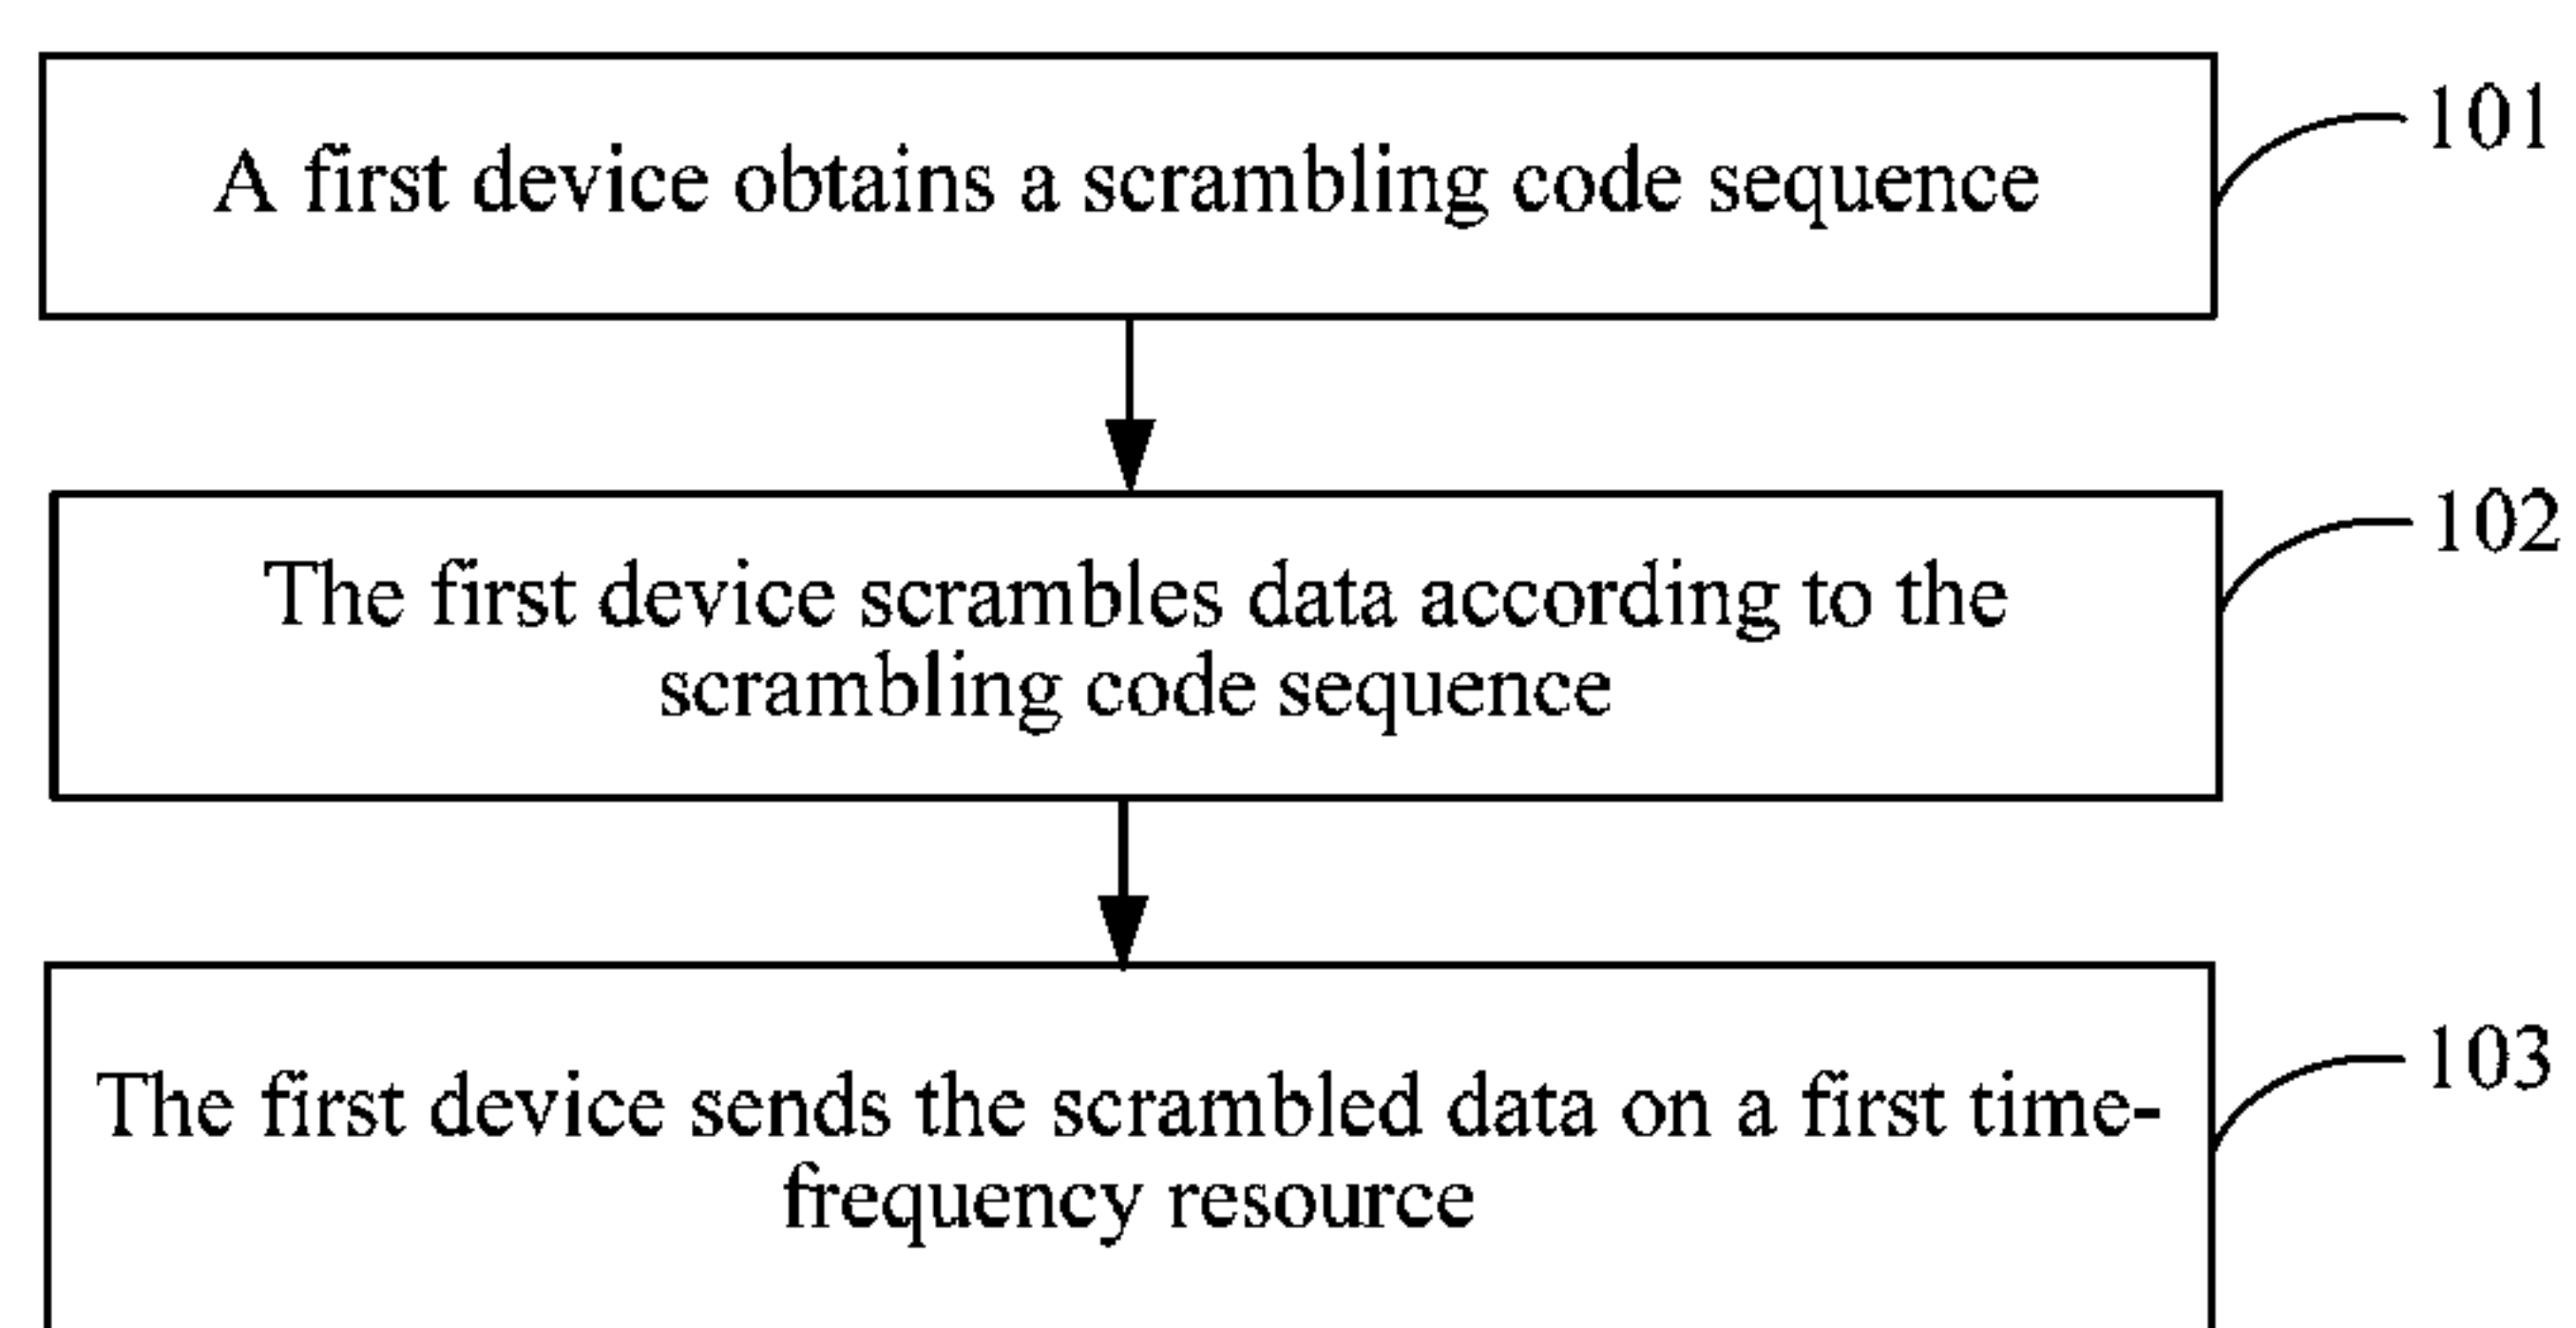 A first device obtains a scrambling code sequence
101
The first device scrambles data according to the
scrambling code sequence
102
The first device sends the scrambled data on a first time-
frequency resource
103